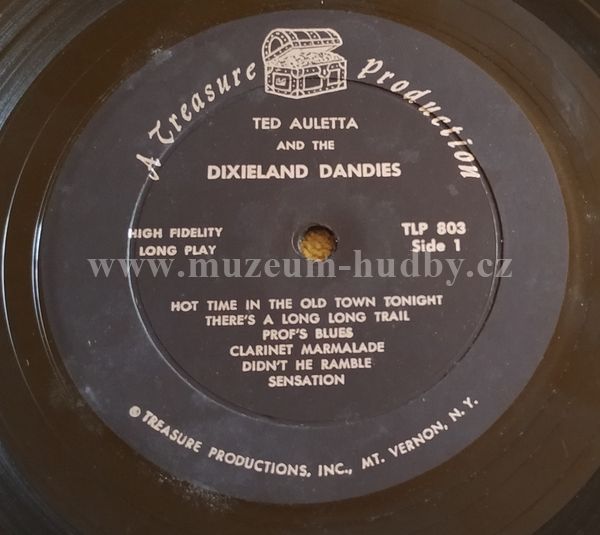 A Treasure Production
TED AULETTA
AND THE
DIXIELAND DANDIES
HIGH FIDELITY
LONG PLAY
TLP 803
Side 1
www.muzeum-hudby.cz
HOT TIME IN THE OLD TOWN TONIGHT
THERE'S A LONG LONG TRAIL
PROF'S BLUES
CLARINET MARMALADE
DIDN'T HE RAMBLE
SENSATION
℗ TREASURE PRODUCTIONS, INC., MT. VERNON, N. Y.